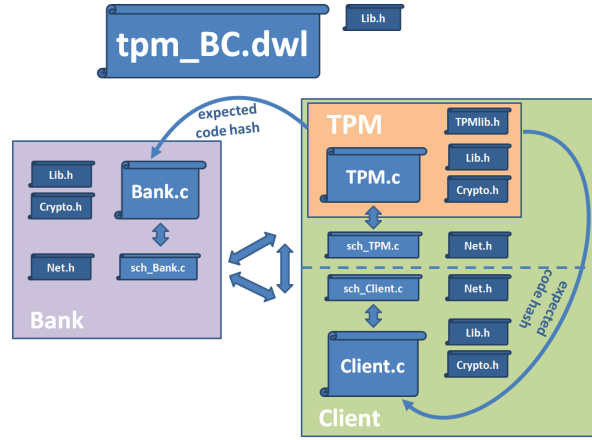 tpm_BC.dwl
Lib.h
expected
code hash
TPM
TPMlib.h
Lib.h
TPM.c
Crypto.h
Lib.h
Bank.c
Crypto.h
Net.h
sch_Bank.c
Bank
sch_TPM.c
Net.h
sch_Client.c
Net.h
expected
code hash
Lib.h
Client.c
Crypto.h
Client